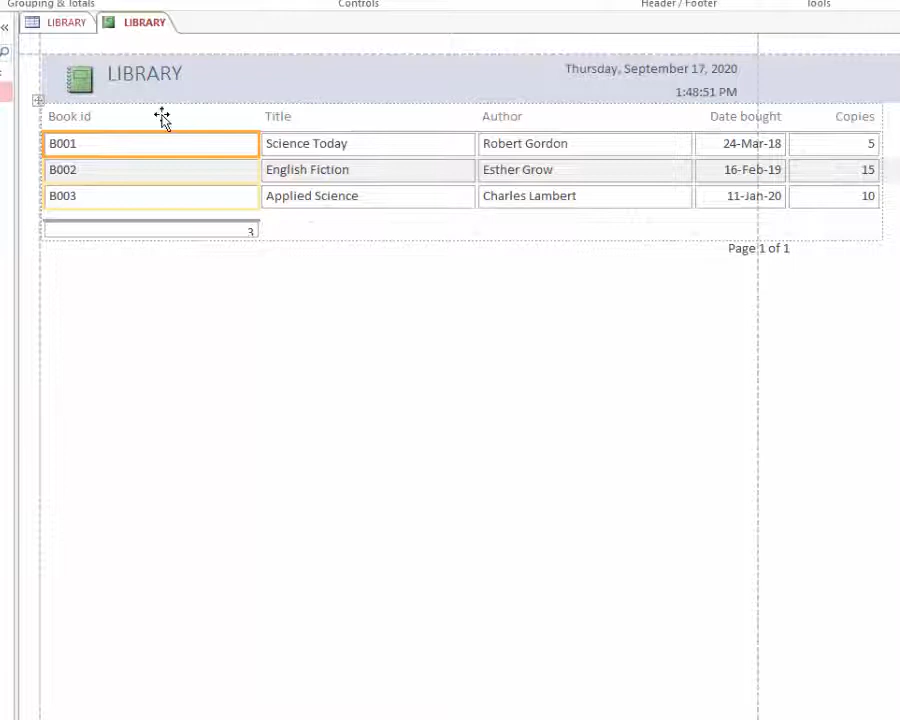 Grouping & Totals Controls Header / Footer Tools
LIBRARY LIBRARY
LIBRARY Thursday, September 17, 2020
1:48:51 PM
Book id Title Author Date bought Copies
B001 Science Today Robert Gordon 24-Mar-18 5
B002 English Fiction Esther Grow 16-Feb-19 15
B003 Applied Science Charles Lambert 11-Jan-20 10
3
Page 1 of 1